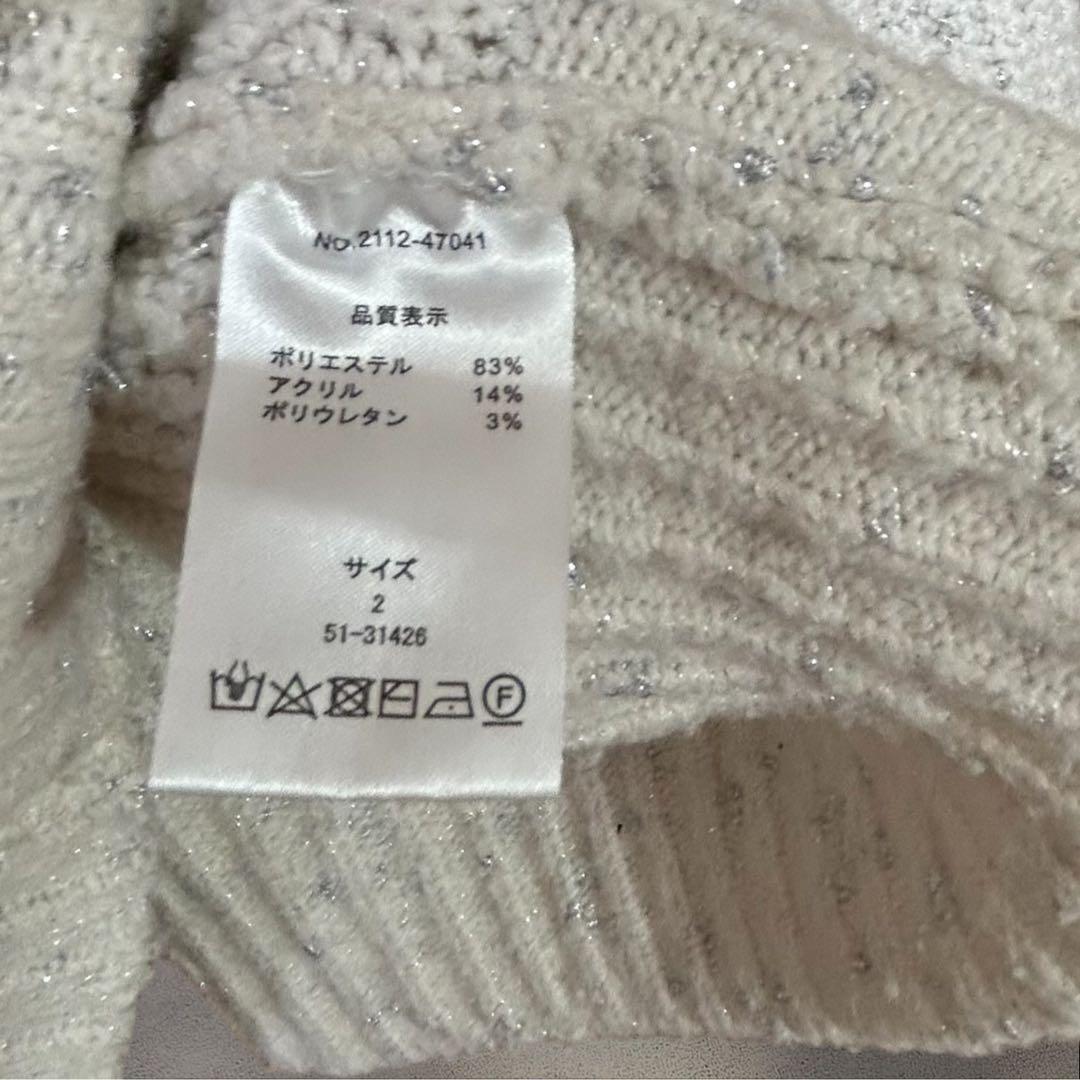 No.2112-47041
品質表示
ポリエステル 83%
アクリル 14%
ポリウレタン 3%
サイズ
2
51-31426
F